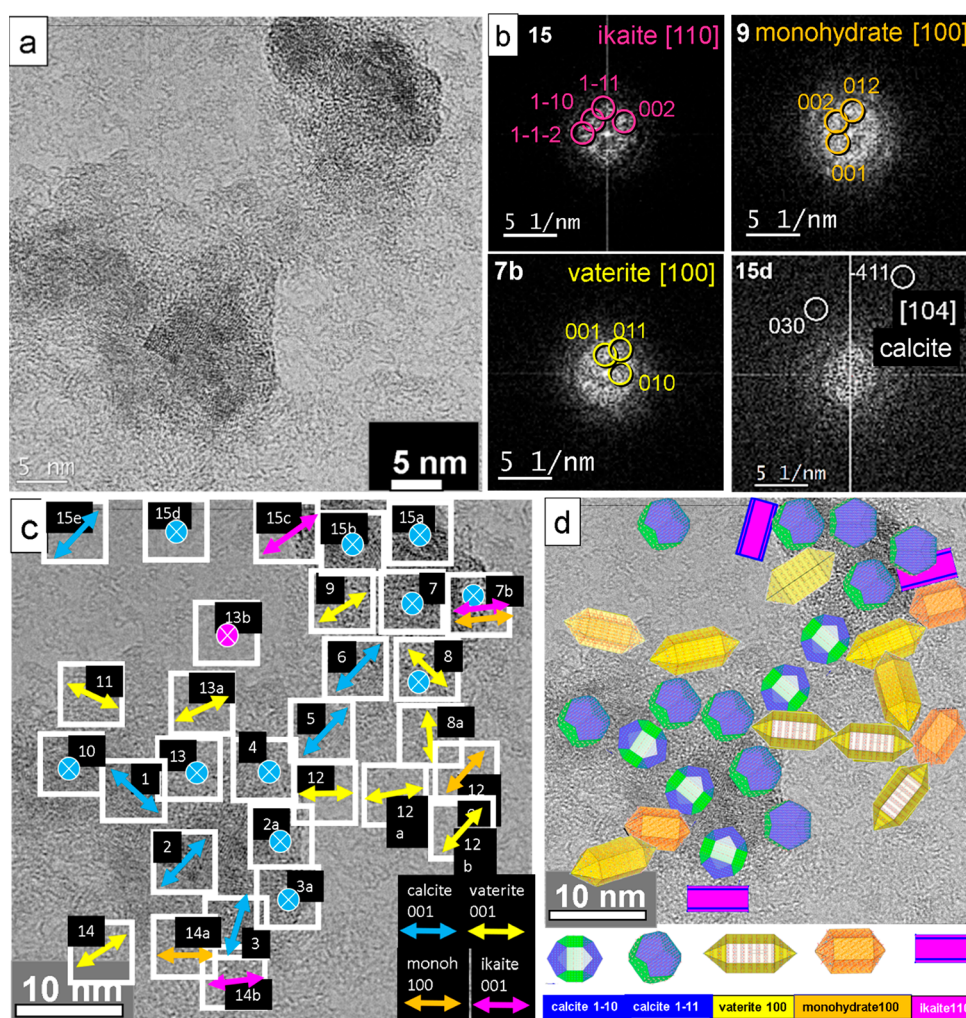 a
5 nm
5 nm
b
15
ikaite [110]
1-11
1-10
002
1-1-2
5 1/nm
9
monohydrate [100]
012
002
001
5 1/nm
7b
vaterite [100]
001
011
010
5 1/nm
15d
-411
030
[104]
calcite
5 1/nm
c
15e
15d
15c
15b
15a
9
7
7b
13b
6
8
11
13a
5
8a
10
13
4
1
12
12
a
12
2a
12
b
2
3a
14
14a
3
14b
calcite
001
vaterite
001
monoh
100
ikaite
001
10 nm
d
10 nm
calcite 1-10
calcite 1-11
vaterite 100
monohydrate100
ikaite110